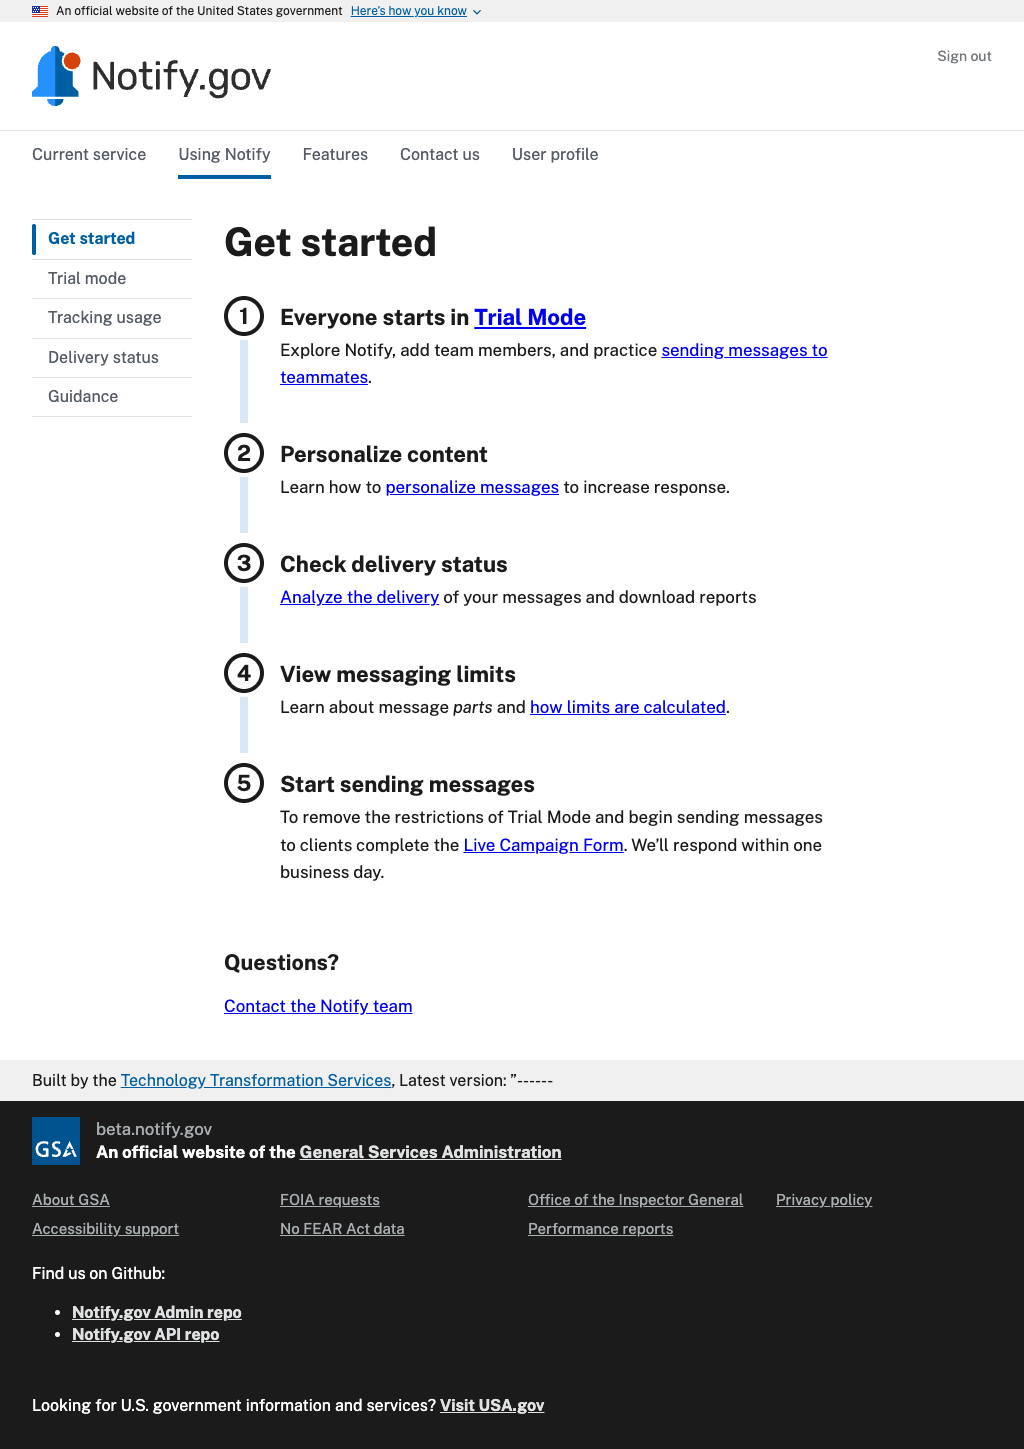 An official website of the United States government Here's how you know
Notify.gov
Sign out
Current service Using Notify Features Contact us User profile
Get started
Trial mode
Tracking usage
Delivery status
Guidance
Get started
1 Everyone starts in Trial Mode
Explore Notify, add team members, and practice sending messages to
teammates.
2 Personalize content
Learn how to personalize messages to increase response.
3 Check delivery status
Analyze the delivery of your messages and download reports
4 View messaging limits
Learn about message parts and how limits are calculated.
5 Start sending messages
To remove the restrictions of Trial Mode and begin sending messages
to clients complete the Live Campaign Form. We’ll respond within one
business day.
Questions?
Contact the Notify team
Built by the Technology Transformation Services, Latest version: ”------
GSA
beta.notify.gov
An official website of the General Services Administration
About GSA FOIA requests Office of the Inspector General Privacy policy
Accessibility support No FEAR Act data Performance reports
Find us on Github:
• Notify.gov Admin repo
• Notify.gov API repo
Looking for U.S. government information and services? Visit USA.gov